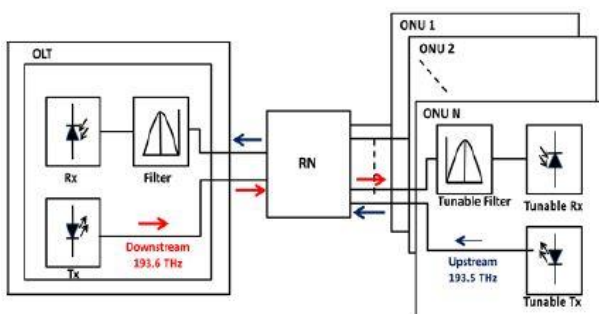 OLT
Rx
Filter
Tx
Downstream
193.6 THz
RN
ONU 1
ONU 2
ONU N
Tunable Filter
Tunable Rx
Upstream
193.5 THz
Tunable Tx